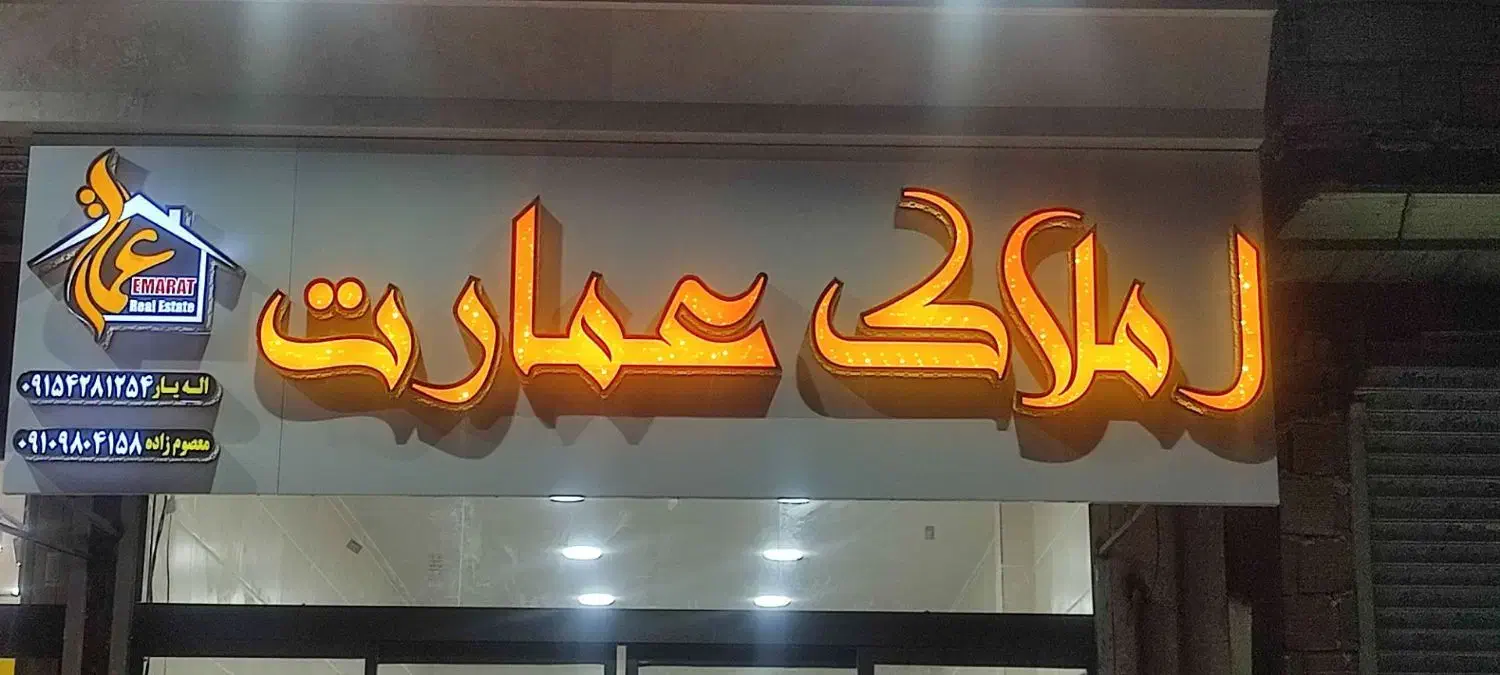 املاک عمارت
عمارت
EMARAT
Real Estate
اله یار ۰۹۱۵۴۲۸۱۲۵۴
معصوم زاده ۰۹۱۰۹۸۰۴۱۵۸